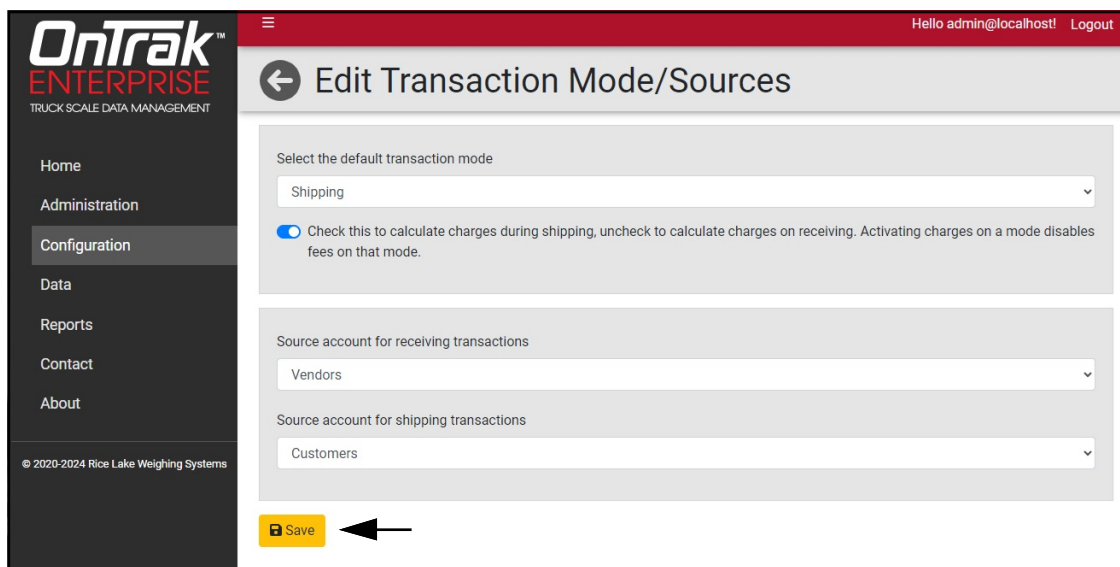 OnTrak™
ENTERPRISE
TRUCK SCALE DATA MANAGEMENT
Home
Administration
Configuration
Data
Reports
Contact
About
© 2020-2024 Rice Lake Weighing Systems
Hello admin@localhost! Logout
Edit Transaction Mode/Sources
Select the default transaction mode
Shipping
Check this to calculate charges during shipping, uncheck to calculate charges on receiving. Activating charges on a mode disables
fees on that mode.
Source account for receiving transactions
Vendors
Source account for shipping transactions
Customers
Save